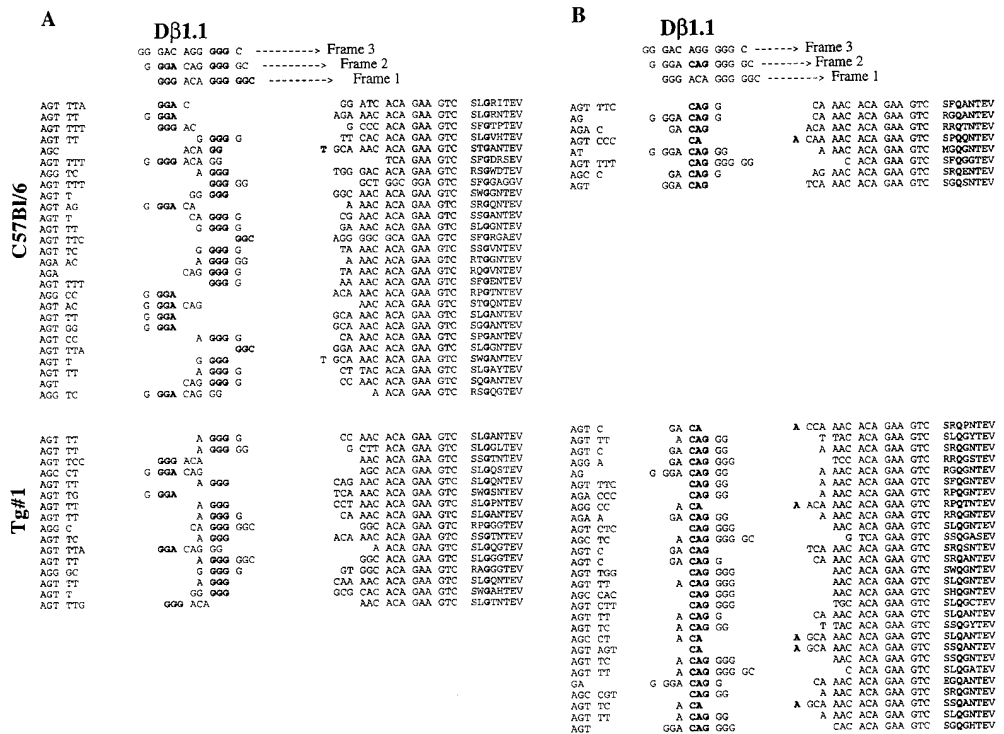 A
Dβ1.1
GG GAC AGG GGG C -----------> Frame 3
G GGA CAG GGG GC ---------> Frame 2
GGG ACA GGG GGC -----------> Frame 1
C57Bl/6
AGT TTA GGA C GG ATC ACA GAA GTC SLGRITEV
AGT TT GGA AGA AAC ACA GAA GTC SLGRNTEV
AGT TTT GGG AC G CCC ACA GAA GTC SFGTPTEV
AGT TT G GGG G TT CAC ACA GAA GTC SLGVHTEV
AGC ACA GG T GCA AAC ACA GAA GTC STGANTEV
AGT TTT G GGG ACA GG TCA GAA GTC SFGDRSEV
AGG TC A GGG TGG GAC ACA GAA GTC RSGWDTEV
AGT TTT GGG GG GCT GGC GGA GTC SFGGAGGV
AGT T GG GGG GGC AAC ACA GAA GTC SWGGNTEV
AGT AG G GGA CA A AAC ACA GAA GTC SRGQNTEV
AGT T CA GGG G CG AAC ACA GAA GTC SSGANTEV
AGT TT G GGG G AAC ACA GAA GTC SLGGNTEV
AGT TTC GGC AGG GGC GCA GAA GTC SFGRGAEV
AGT TC G GGG G TA AAC ACA GAA GTC SSGVNTEV
AGA AC A GGG GG A AAC ACA GAA GTC RTGGNTEV
AGA CAG GGG G TA AAC ACA GAA GTC RQGVNTEV
AGT TTT GGG G AA AAC ACA GAA GTC SFGENTEV
AGG CC G GGA ACA AAC ACA GAA GTC RPGTNTEV
AGT AC G GGA CAG AAC ACA GAA GTC STGQNTEV
AGT TT G GGA GCA AAC ACA GAA GTC SLGANTEV
AGT GG G GGA GCA AAC ACA GAA GTC SGGANTEV
AGT CC A GGG G CA AAC ACA GAA GTC SPGANTEV
AGT TTA GGC GGA AAC ACA GAA GTC SLGGNTEV
AGT T G GGG T GCA AAC ACA GAA GTC SWGANTEV
AGT TT A GGG G CT TAC ACA GAA GTC SLGAYTEV
AGT CAG GGG G CC AAC ACA GAA GTC SQGANTEV
AGG TC G GGA CAG GG A ACA GAA GTC RSGQGTEV
Tg#1
AGT TT A GGG G CC AAC ACA GAA GTC SLGANTEV
AGT TT A GGG GG G CTT ACA GAA GTC SLGGLTEV
AGT TCC GGG ACA AAC ACA GAA GTC SSGTNTEV
AGC CT G GGA CAG AGC ACA GAA GTC SLGQSTEV
AGT TT A GGG CAG AAC ACA GAA GTC SLGQNTEV
AGT TG G GGA TCA AAC ACA GAA GTC SWGSNTEV
AGT TT A GGG CCT AAC ACA GAA GTC SLGPNTEV
AGT TT A GGG G CA AAC ACA GAA GTC SLGANTEV
AGG C CA GGG GGC GGC ACA GAA GTC RPGGGTEV
AGT TC A GGG ACA AAC ACA GAA GTC SSGTNTEV
AGT TTA GGA CAG GG A ACA GAA GTC SLGQGTEV
AGT TT A GGG GGC GGC ACA GAA GTC SLGGGTEV
AGG GC G GGG G GT GGC ACA GAA GTC RAGGGTEV
AGT TT A GGG CAA AAC ACA GAA GTC SLGQNTEV
AGT T GG GGG GCG CAC ACA GAA GTC SWGAHTEV
AGT TTG GGG ACA AAC ACA GAA GTC SLGTNTEV
B
Dβ1.1
GG GAC AGG GGG C ------> Frame 3
G GGA CAG GGG GC -----> Frame 2
GGG ACA GGG GGC ------> Frame 1
AGT TTC CAG G CA AAC ACA GAA GTC SFQANTEV
AG G GGA CAG G CA AAC ACA GAA GTC RGQANTEV
AGA C GA CAG ACA AAC ACA GAA GTC RRQTNTEV
AGT CCC CA A CAA AAC ACA GAA GTC SPQQNTEV
AT G GGA CAG GG A AAC ACA GAA GTC MGQGNTEV
AGT TTT CAG GGG GG C ACA GAA GTC SFQGGTEV
AGC C GA CAG G AG AAC ACA GAA GTC SRQENTEV
AGT GGA CAG TCA AAC ACA GAA GTC SGQSNTEV
AGT C GA CA A CCA AAC ACA GAA GTC SRQPNTEV
AGT TT A CAG GG T TAC ACA GAA GTC SLQGYTEV
AGT C GA CAG GG A AAC ACA GAA GTC SRQGNTEV
AGG A GA CAG GGG TCC ACA GAA GTC RRQGSTEV
AG G GGA CAG GG A AAC ACA GAA GTC RGQGNTEV
AGT TTC CAG GG A AAC ACA GAA GTC SFQGNTEV
AGA CCC CAG GG A AAC ACA GAA GTC RPQGNTEV
AGG CC A CA A ACA AAC ACA GAA GTC RPQTNTEV
AGA A GA CAG GG A AAC ACA GAA GTC RRQGNTEV
AGT CTC CAG GGG AAC ACA GAA GTC SLQGNTEV
AGC TC A CAG GGG GC G TCA GAA GTC SSQGASEV
AGT C GA CAG TCA AAC ACA GAA GTC SRQSNTEV
AGT C GA CAG G CA AAC ACA GAA GTC SRQANTEV
AGT TGG CAG GGG AAC ACA GAA GTC SWQGNTEV
AGT TT A CAG GGG AAC ACA GAA GTC SLQGNTEV
AGC CAC CAG GGG AAC ACA GAA GTC SHQGNTEV
AGT CTT CAG GGG TGC ACA GAA GTC SLQGCTEV
AGT TT A CAG G CA AAC ACA GAA GTC SLQANTEV
AGT TC A CAG GG T TAC ACA GAA GTC SSQGYTEV
AGC CT A CA A GCA AAC ACA GAA GTC SLQANTEV
AGT AGT CA A GCA AAC ACA GAA GTC SSQANTEV
AGT TC A CAG GGG AAC ACA GAA GTC SSQGNTEV
AGT TT A CAG GGG GC C ACA GAA GTC SLQGATEV
GA G GGA CAG G CA AAC ACA GAA GTC EGQANTEV
AGC CGT CAG GG A AAC ACA GAA GTC SRQGNTEV
AGT TC A CA A GCA AAC ACA GAA GTC SSQANTEV
AGT TT A CAG GG A AAC ACA GAA GTC SLQGNTEV
AGT GGA CAG GG CAC ACA GAA GTC SGQGHTEV